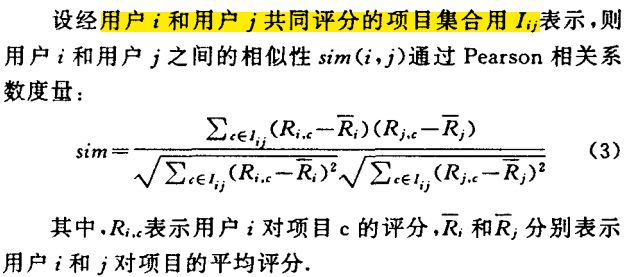 设经用户 i 和用户 j 共同评分的项目集合用 I_{ij}表示,则
用户 i 和用户 j 之间的相似性 sim(i,j)通过 Pearson 相关系
数度量:
sim=\frac{\sum_{c∈I_{ij}}(R_{i,c}-\overline{R}_i)(R_{j,c}-\overline{R}_j)}{\sqrt{\sum_{c∈I_{ij}}(R_{i,c}-\overline{R}_i)^2}\sqrt{\sum_{c∈I_{ij}}(R_{j,c}-\overline{R}_j)^2}} (3)
其中,R_{i,c}表示用户 i 对项目 c 的评分,\overline{R}_i 和\overline{R}_j 分别表示
用户 i 和 j 对项目的平均评分.